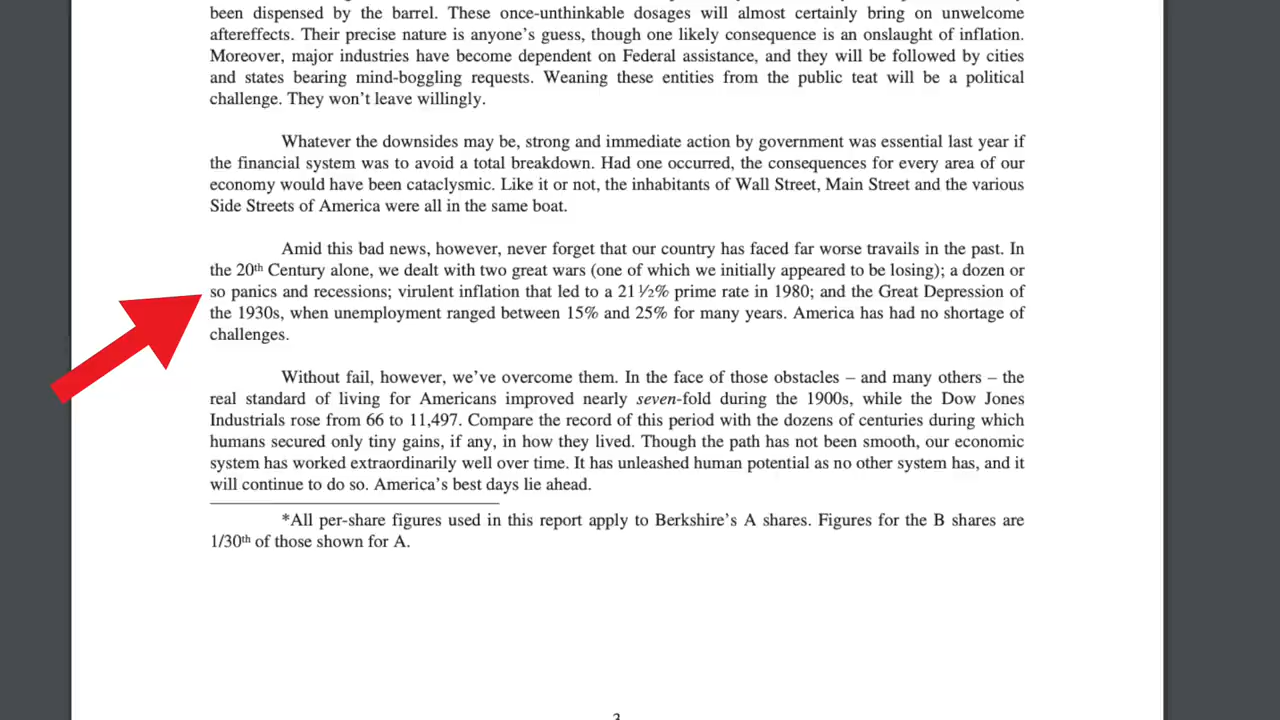 been dispensed by the barrel. These once-unthinkable dosages will almost certainly bring on unwelcome
aftereffects. Their precise nature is anyone’s guess, though one likely consequence is an onslaught of inflation.
Moreover, major industries have become dependent on Federal assistance, and they will be followed by cities
and states bearing mind-boggling requests. Weaning these entities from the public teat will be a political
challenge. They won’t leave willingly.
Whatever the downsides may be, strong and immediate action by government was essential last year if
the financial system was to avoid a total breakdown. Had one occurred, the consequences for every area of our
economy would have been cataclysmic. Like it or not, the inhabitants of Wall Street, Main Street and the various
Side Streets of America were all in the same boat.
Amid this bad news, however, never forget that our country has faced far worse travails in the past. In
the 20th Century alone, we dealt with two great wars (one of which we initially appeared to be losing); a dozen or
so panics and recessions; virulent inflation that led to a 21 1⁄2% prime rate in 1980; and the Great Depression of
the 1930s, when unemployment ranged between 15% and 25% for many years. America has had no shortage of
challenges.
Without fail, however, we’ve overcome them. In the face of those obstacles – and many others – the
real standard of living for Americans improved nearly seven-fold during the 1900s, while the Dow Jones
Industrials rose from 66 to 11,497. Compare the record of this period with the dozens of centuries during which
humans secured only tiny gains, if any, in how they lived. Though the path has not been smooth, our economic
system has worked extraordinarily well over time. It has unleashed human potential as no other system has, and it
will continue to do so. America’s best days lie ahead.
*All per-share figures used in this report apply to Berkshire’s A shares. Figures for the B shares are
1/30th of those shown for A.
3